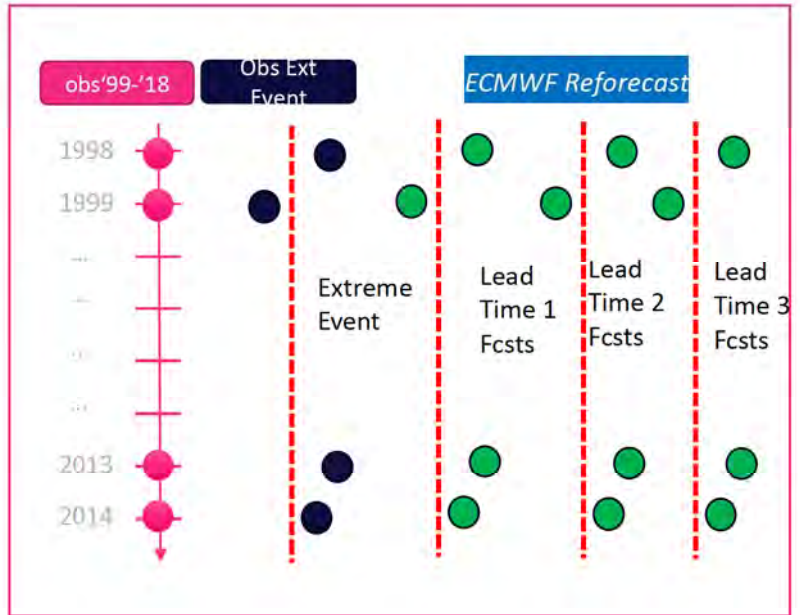 obs‘99-’18
Obs Ext
Event
ECMWF Reforecast
1998
1999
...
...
...
...
Extreme
Event
Lead
Time 1
Fcsts
Lead
Time 2
Fcsts
Lead
Time 3
Fcsts
2013
2014